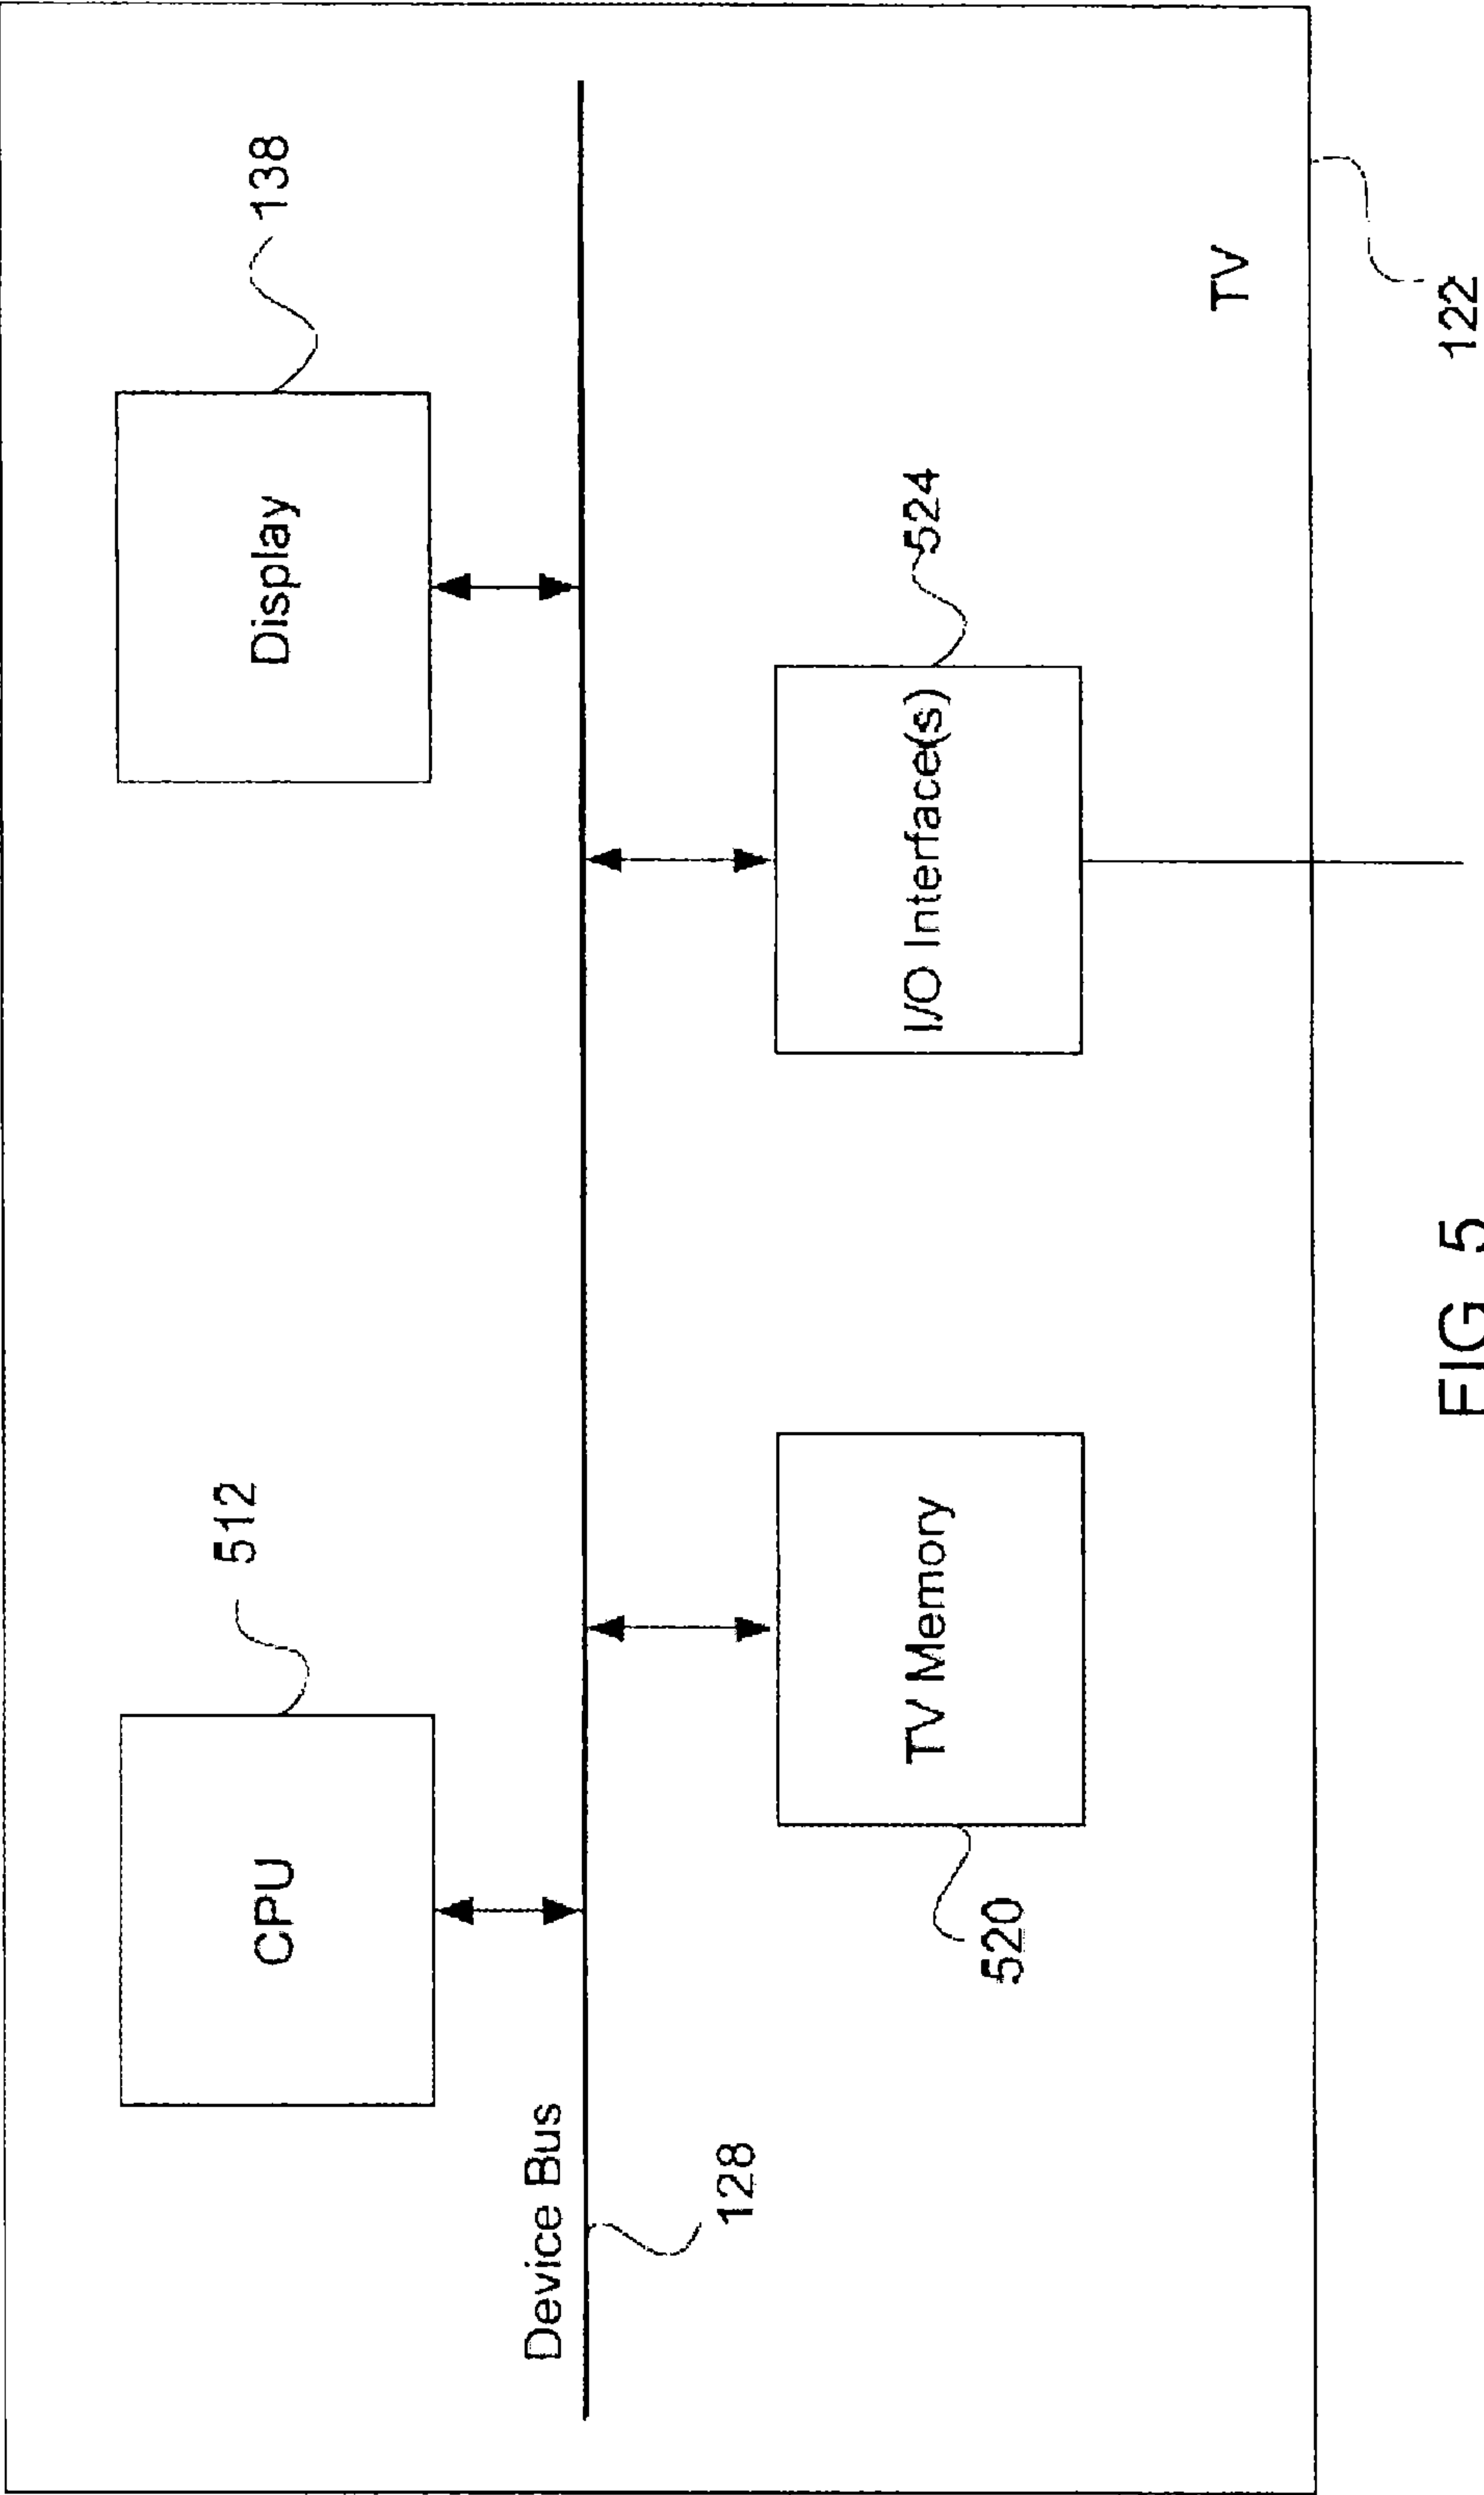 512
138
CPU
Display
Device Bus
128
TV Memory
I/O Interface(s)
524
520
TV
122
FIG 5